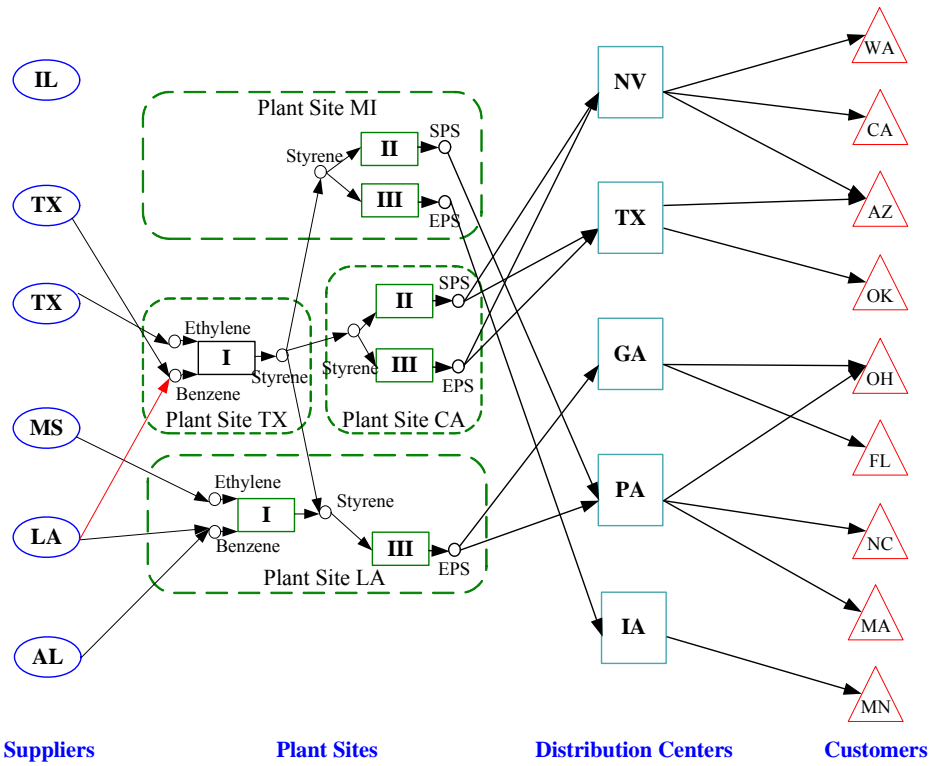 IL
TX
TX
MS
LA
AL
Suppliers
Plant Site MI
Styrene
II
SPS
III
EPS
Ethylene
I
Benzene
Styrene
Plant Site TX
Styrene
II
SPS
III
EPS
Plant Site CA
Ethylene
I
Benzene
Styrene
III
EPS
Plant Site LA
Plant Sites
NV
TX
GA
PA
IA
Distribution Centers
WA
CA
AZ
OK
OH
FL
NC
MA
MN
Customers